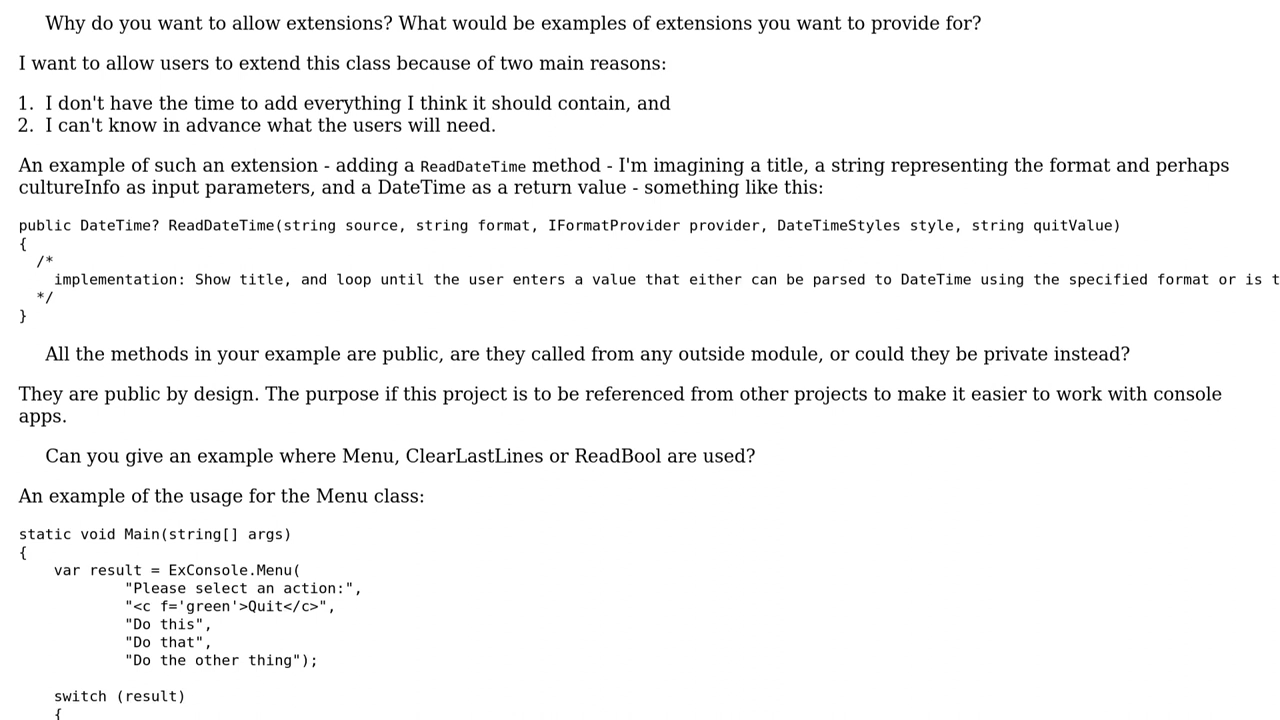 Why do you want to allow extensions? What would be examples of extensions you want to provide for?
I want to allow users to extend this class because of two main reasons:
1. I don't have the time to add everything I think it should contain, and
2. I can't know in advance what the users will need.
An example of such an extension - adding a ReadDateTime method - I'm imagining a title, a string representing the format and perhaps
cultureInfo as input parameters, and a DateTime as a return value - something like this:
public DateTime? ReadDateTime(string source, string format, IFormatProvider provider, DateTimeStyles style, string quitValue)
{
/*
implementation: Show title, and loop until the user enters a value that either can be parsed to DateTime using the specified format or is t
*/
}
All the methods in your example are public, are they called from any outside module, or could they be private instead?
They are public by design. The purpose if this project is to be referenced from other projects to make it easier to work with console
apps.
Can you give an example where Menu, ClearLastLines or ReadBool are used?
An example of the usage for the Menu class:
static void Main(string[] args)
{
var result = ExConsole.Menu(
"Please select an action:",
"<c f='green'>Quit</c>",
"Do this",
"Do that",
"Do the other thing");
switch (result)
{